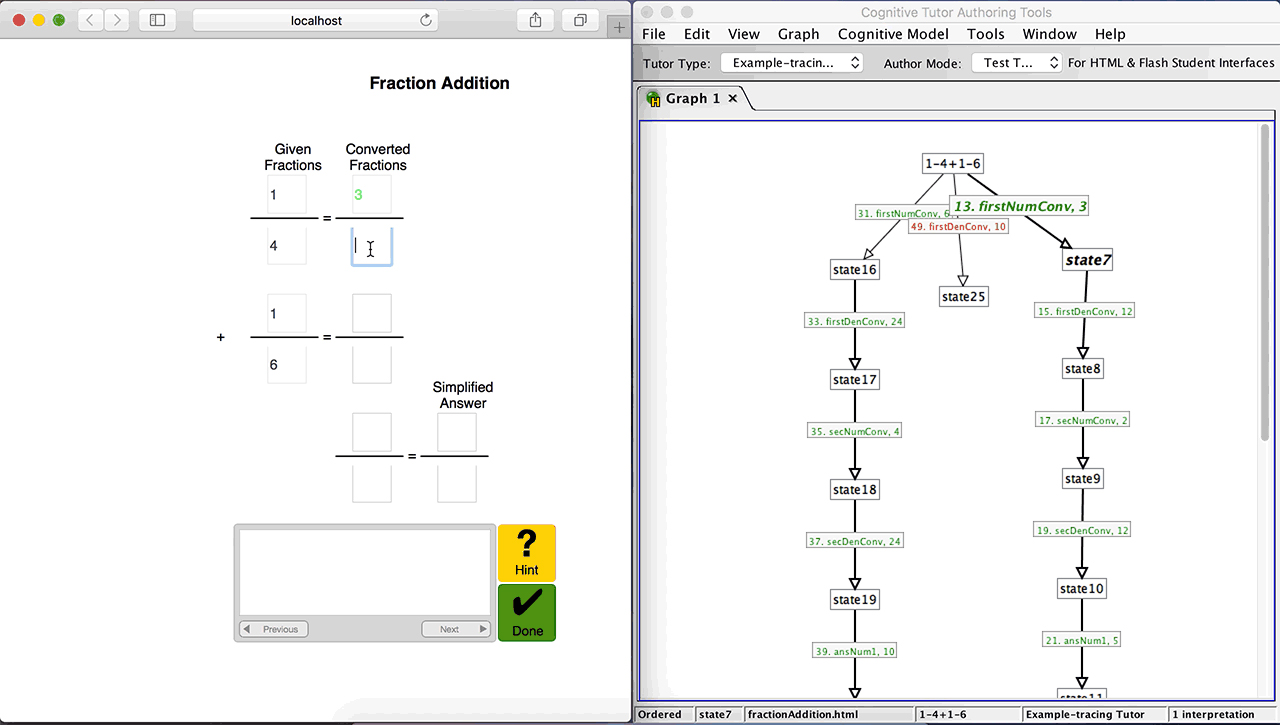 localhost
Fraction Addition
Given
Fractions
Converted
Fractions
1
3
=
4
1
+
=
6
Simplified
Answer
=
?
Hint
Previous
Next
Done
Cognitive Tutor Authoring Tools
File Edit View Graph Cognitive Model Tools Window Help
Tutor Type: Example-tracin... Author Mode: Test T... For HTML & Flash Student Interfaces
Graph 1
1-4+1-6
31. firstNumConv, 6
13. firstNumConv, 3
49. firstDenConv, 10
state16
state25
state7
33. firstDenConv, 24
15. firstDenConv, 12
state17
state8
35. secNumConv, 4
17. secNumConv, 2
state18
state9
37. secDenConv, 24
19. secDenConv, 12
state19
state10
39. ansNum1, 10
21. ansNum1, 5
state11
Ordered state7 fractionAddition.html 1-4+1-6 Example-tracing Tutor 1 interpretation